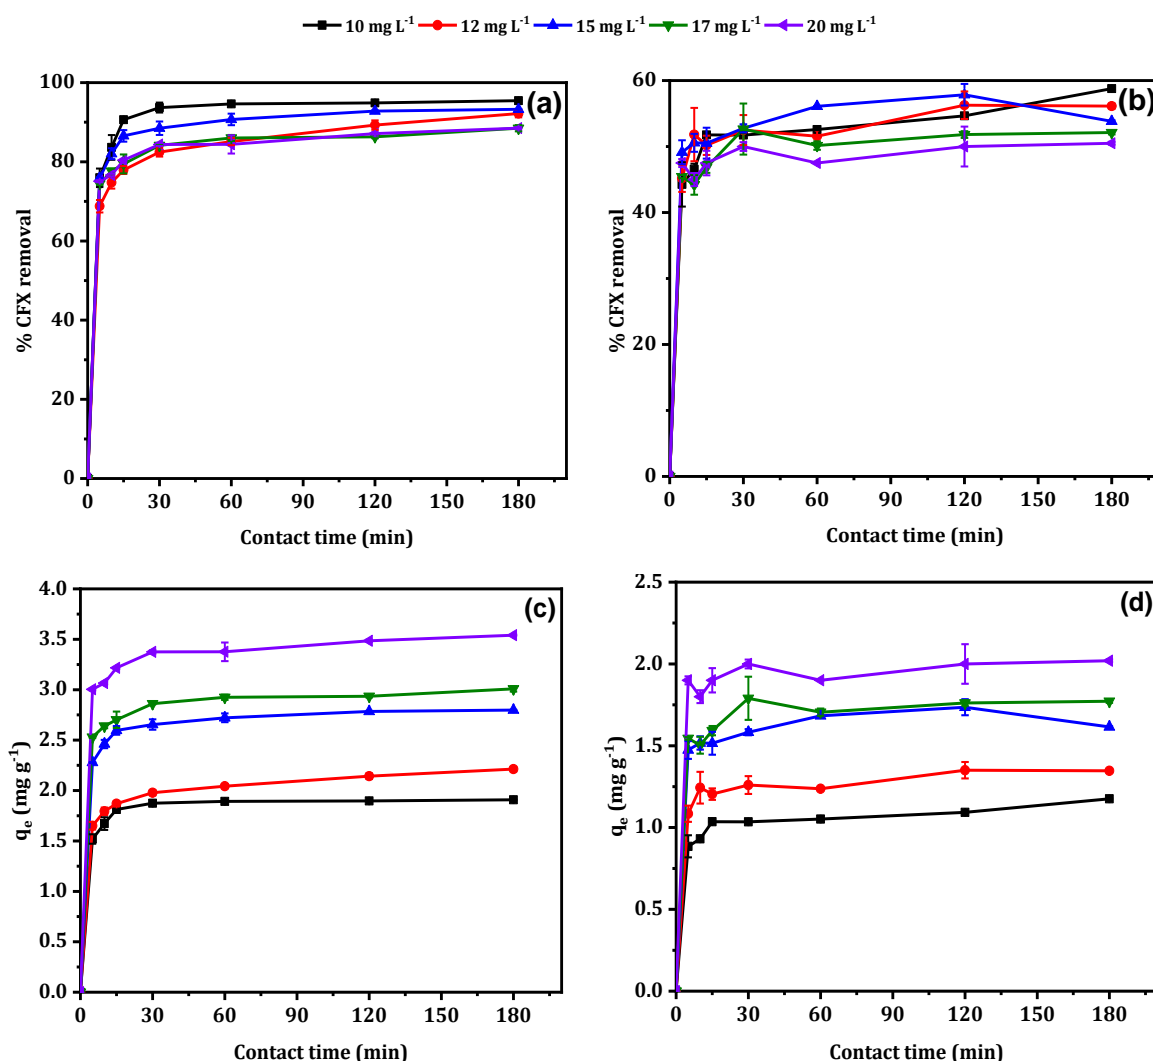 10 mg L⁻¹ 12 mg L⁻¹ 15 mg L⁻¹ 17 mg L⁻¹ 20 mg L⁻¹
(a)
% CFX removal
100
80
60
40
20
0
0 30 60 90 120 150 180
Contact time (min)
(b)
% CFX removal
60
40
20
0
0 30 60 90 120 150 180
Contact time (min)
(c)
qₑ (mg g⁻¹)
4.0
3.5
3.0
2.5
2.0
1.5
1.0
0.5
0.0
0 30 60 90 120 150 180
Contact time (min)
(d)
qₑ (mg g⁻¹)
2.5
2.0
1.5
1.0
0.5
0.0
0 30 60 90 120 150 180
Contact time (min)